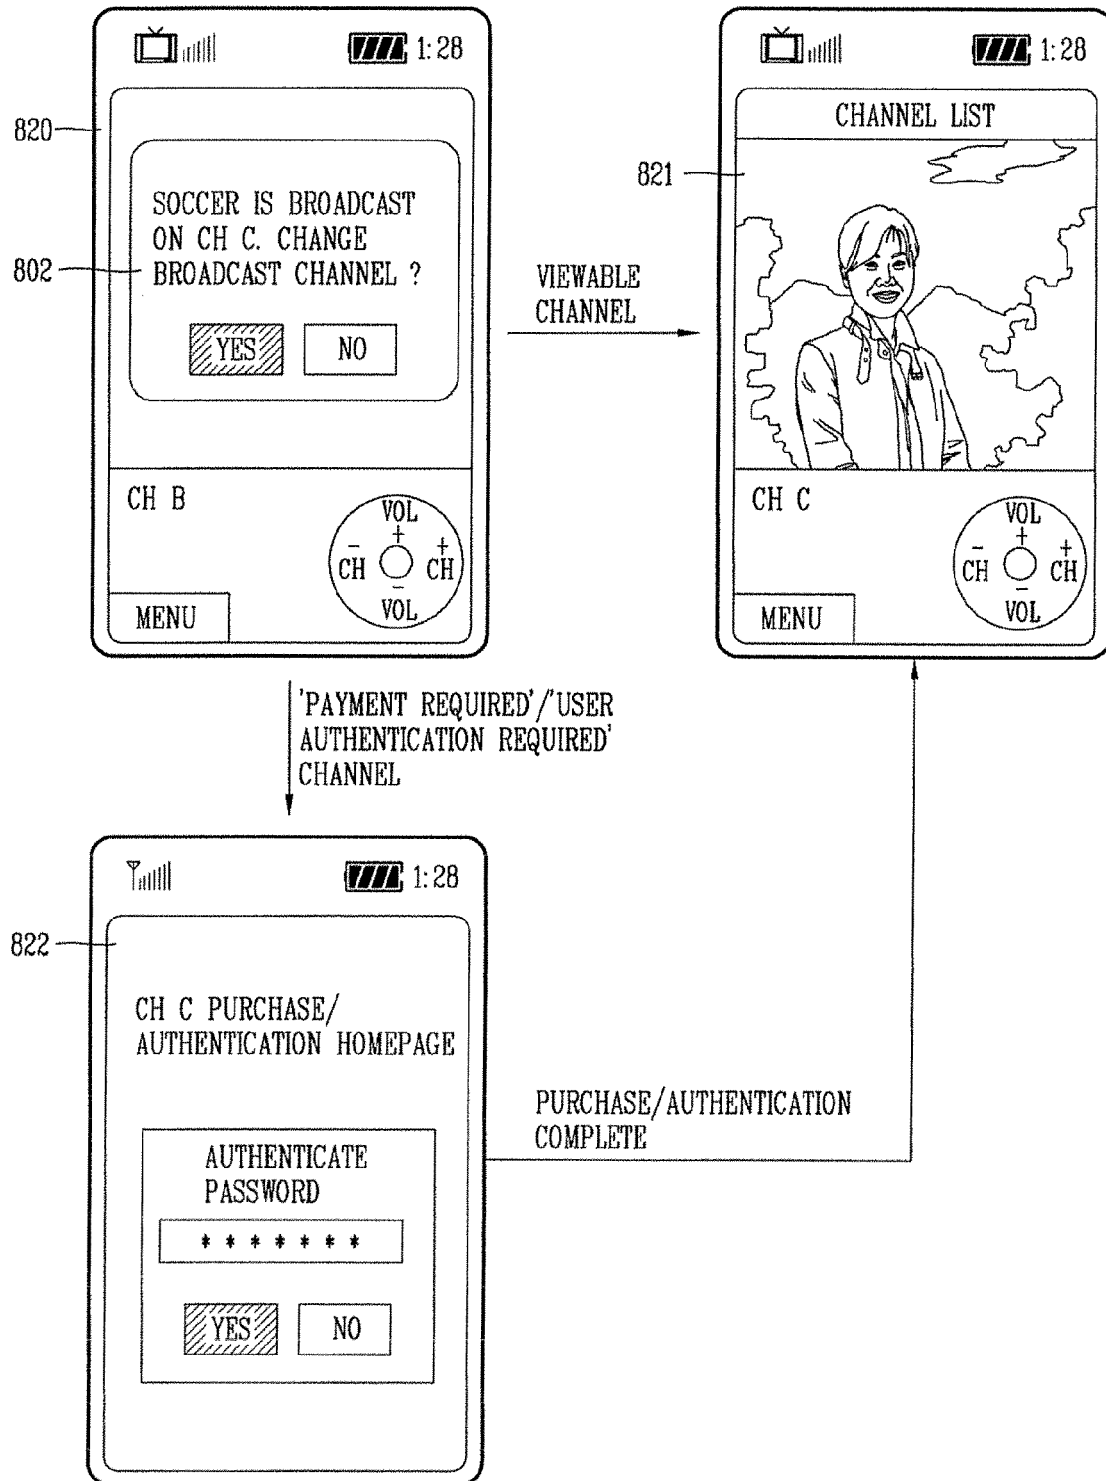 1:28
820
SOCCER IS BROADCAST
ON CH C. CHANGE
802
BROADCAST CHANNEL ?
YES
NO
CH B
VOL
+
-
CH
+
CH
-
VOL
MENU
VIEWABLE
CHANNEL
1:28
CHANNEL LIST
821
CH C
VOL
+
-
CH
+
CH
-
VOL
MENU
'PAYMENT REQUIRED'/'USER
AUTHENTICATION REQUIRED'
CHANNEL
1:28
822
CH C PURCHASE/
AUTHENTICATION HOMEPAGE
AUTHENTICATE
PASSWORD
* * * * * * *
YES
NO
PURCHASE/AUTHENTICATION
COMPLETE